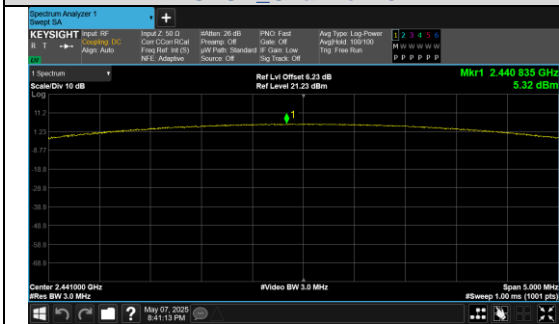 Spectrum Analyzer 1
Swept SA
+
KEYSIGHT
R T
LXI
Input: RF
Coupling: DC
Align: Auto
Input Z: 50 Ω
Corr CCorr RCal
Freq Ref: Int (S)
NFE: Adaptive
#Atten: 26 dB
Preamp: Off
µW Path: Standard
Source: Off
PNO: Fast
Gate: Off
IF Gain: Low
Sig Track: Off
Avg Type: Log-Power
Avg|Hold: 100/100
Trig: Free Run
1 2 3 4 5 6
M W W W W W
P P P P P P
1 Spectrum
Scale/Div 10 dB
Log
Ref Lvl Offset 6.23 dB
Ref Level 21.23 dBm
Mkr1 2.440 835 GHz
5.32 dBm
1
11.2
1.23
-8.77
-18.8
-28.8
-38.8
-48.8
-58.8
-68.8
Center 2.441000 GHz
#Res BW 3.0 MHz
#Video BW 3.0 MHz
Span 5.000 MHz
#Sweep 1.00 ms (1001 pts)
?
May 07, 2025
8:41:13 PM